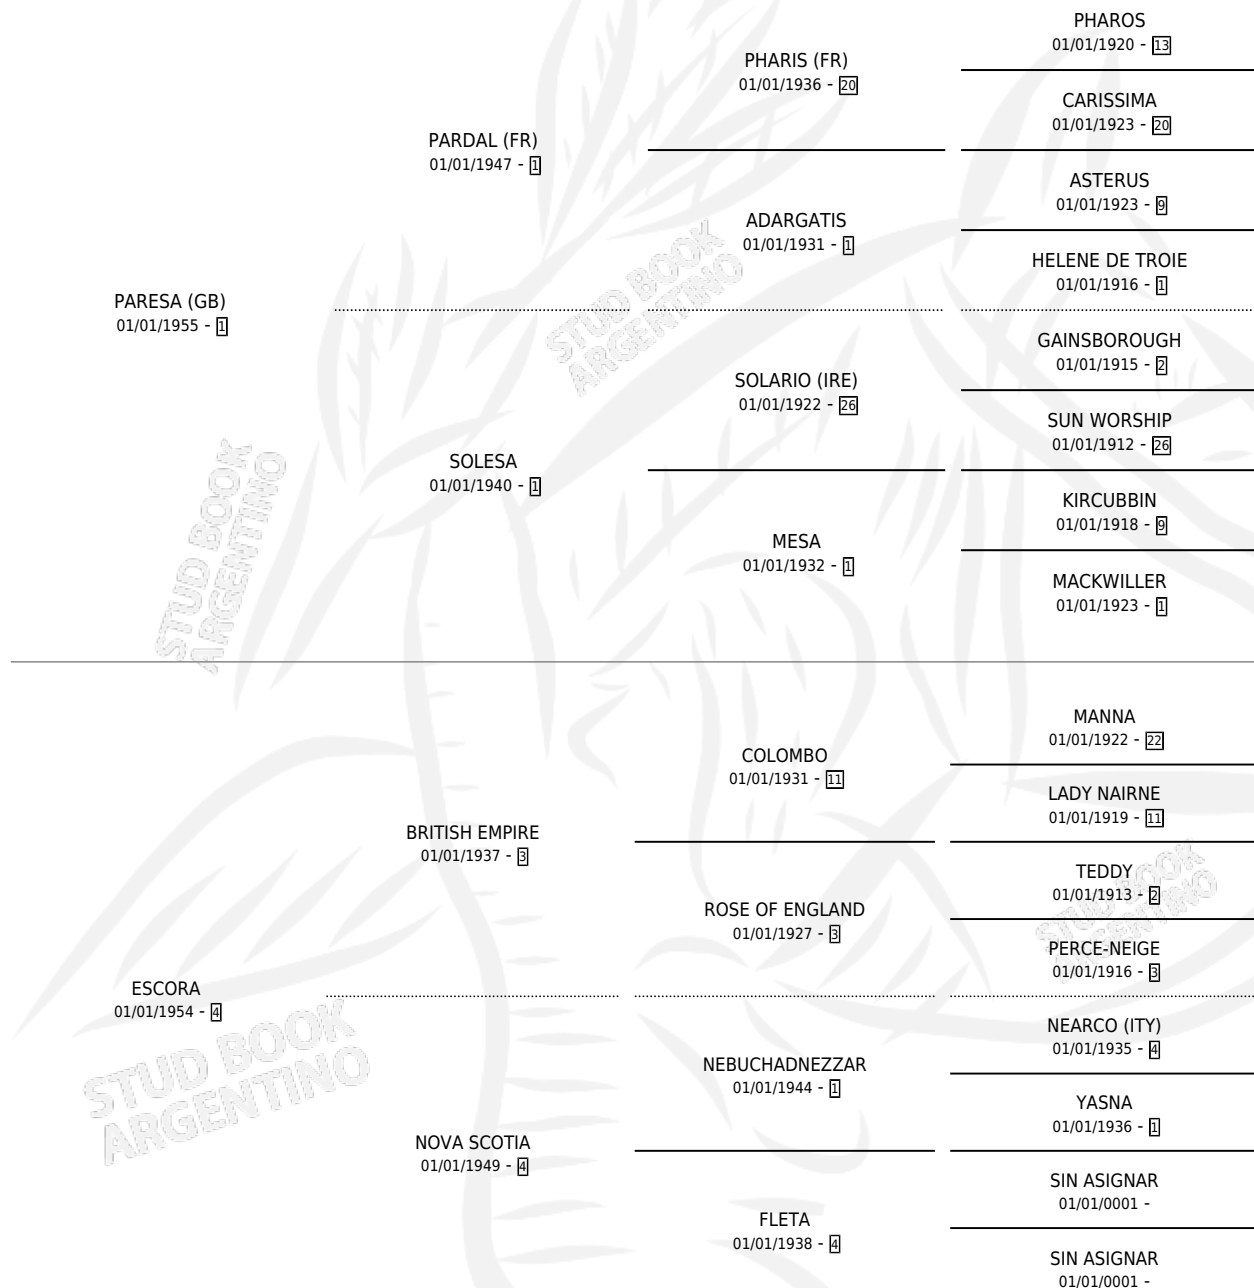 PARESA (GB)
01/01/1955 - 1
PARDAL (FR)
01/01/1947 - 1
SOLESA
01/01/1940 - 1
PHARIS (FR)
01/01/1936 - 20
ADARGATIS
01/01/1931 - 1
SOLARIO (IRE)
01/01/1922 - 26
MESA
01/01/1932 - 1
PHAROS
01/01/1920 - 13
CARISSIMA
01/01/1923 - 20
ASTERUS
01/01/1923 - 9
HELENE DE TROIE
01/01/1916 - 1
GAINSBOROUGH
01/01/1915 - 2
SUN WORSHIP
01/01/1912 - 26
KIRCUBBIN
01/01/1918 - 9
MACKWILLER
01/01/1923 - 1
ESCORA
01/01/1954 - 4
BRITISH EMPIRE
01/01/1937 - 3
NOVA SCOTIA
01/01/1949 - 4
COLOMBO
01/01/1931 - 11
ROSE OF ENGLAND
01/01/1927 - 3
NEBUCHADNEZZAR
01/01/1944 - 1
FLETA
01/01/1938 - 4
MANNA
01/01/1922 - 22
LADY NAIRNE
01/01/1919 - 11
TEDDY
01/01/1913 - 2
PERCE-NEIGE
01/01/1916 - 3
NEARCO (ITY)
01/01/1935 - 4
YASNA
01/01/1936 - 1
SIN ASIGNAR
01/01/0001 -
SIN ASIGNAR
01/01/0001 -
STUD BOOK
ARGENTINO
STUD BOOK
ARGENTINO
STUD BOOK
ARGENTINO
STUD BOOK
ARGENTINO